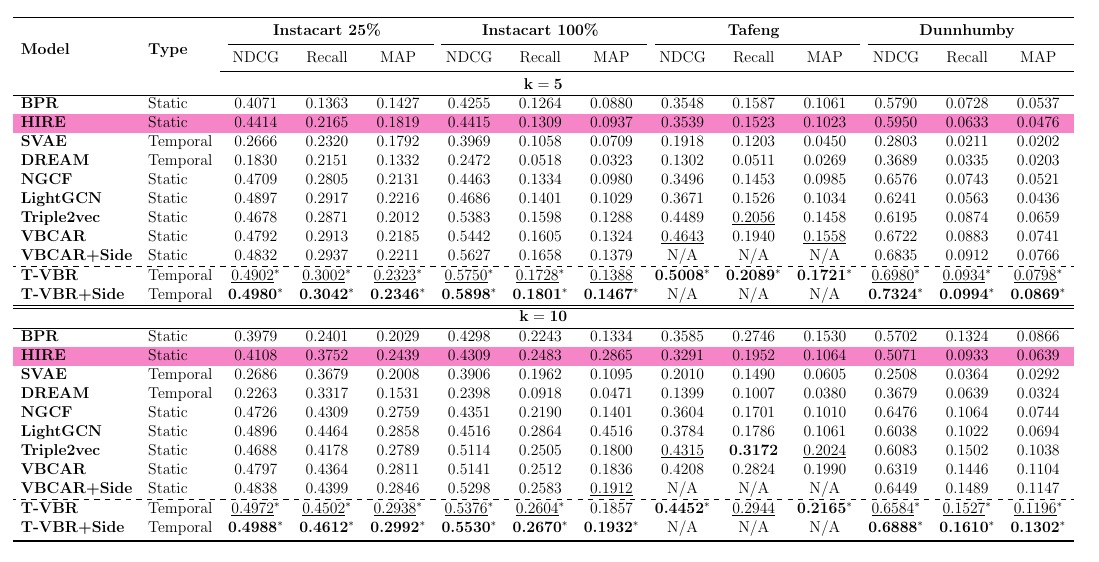 Model Type Instacart 25% Instacart 100% Tafeng Dunnhumby
NDCG Recall MAP NDCG Recall MAP NDCG Recall MAP NDCG Recall MAP
k = 5
BPR Static 0.4071 0.1363 0.1427 0.4255 0.1264 0.0880 0.3548 0.1587 0.1061 0.5790 0.0728 0.0537
HIRE Static 0.4414 0.2165 0.1819 0.4415 0.1309 0.0937 0.3539 0.1523 0.1023 0.5950 0.0633 0.0476
SVAE Temporal 0.2666 0.2320 0.1792 0.3969 0.1058 0.0709 0.1918 0.1203 0.0450 0.2803 0.0211 0.0202
DREAM Temporal 0.1830 0.2151 0.1332 0.2472 0.0518 0.0323 0.1302 0.0511 0.0269 0.3689 0.0335 0.0203
NGCF Static 0.4709 0.2805 0.2131 0.4463 0.1334 0.0980 0.3496 0.1453 0.0985 0.6576 0.0743 0.0521
LightGCN Static 0.4897 0.2917 0.2216 0.4686 0.1401 0.1029 0.3671 0.1526 0.1034 0.6241 0.0563 0.0436
Triple2vec Static 0.4678 0.2871 0.2012 0.5383 0.1598 0.1288 0.4489 0.2056 0.1458 0.6195 0.0874 0.0659
VBCAR Static 0.4792 0.2913 0.2185 0.5442 0.1605 0.1324 0.4643 0.1940 0.1558 0.6722 0.0883 0.0741
VBCAR+Side Static 0.4832 0.2937 0.2211 0.5627 0.1658 0.1379 N/A N/A N/A 0.6835 0.0912 0.0766
T-VBR Temporal 0.4902* 0.3002* 0.2323* 0.5750* 0.1728* 0.1388 0.5008* 0.2089* 0.1721* 0.6980* 0.0934* 0.0798*
T-VBR+Side Temporal 0.4980* 0.3042* 0.2346* 0.5898* 0.1801* 0.1467* N/A N/A N/A 0.7324* 0.0994* 0.0869*
k = 10
BPR Static 0.3979 0.2401 0.2029 0.4298 0.2243 0.1334 0.3585 0.2746 0.1530 0.5702 0.1324 0.0866
HIRE Static 0.4108 0.3752 0.2439 0.4309 0.2483 0.2865 0.3291 0.1952 0.1064 0.5071 0.0933 0.0639
SVAE Temporal 0.2686 0.3679 0.2008 0.3906 0.1962 0.1095 0.2010 0.1490 0.0605 0.2508 0.0364 0.0292
DREAM Temporal 0.2263 0.3317 0.1531 0.2398 0.0918 0.0471 0.1399 0.1007 0.0380 0.3679 0.0639 0.0324
NGCF Static 0.4726 0.4309 0.2759 0.4351 0.2190 0.1401 0.3604 0.1701 0.1010 0.6476 0.1064 0.0744
LightGCN Static 0.4896 0.4464 0.2858 0.4516 0.2864 0.4516 0.3784 0.1786 0.1061 0.6038 0.1022 0.0694
Triple2vec Static 0.4688 0.4178 0.2789 0.5114 0.2505 0.1800 0.4315 0.3172 0.2024 0.6083 0.1502 0.1038
VBCAR Static 0.4797 0.4364 0.2811 0.5141 0.2512 0.1836 0.4208 0.2824 0.1990 0.6319 0.1446 0.1104
VBCAR+Side Static 0.4838 0.4399 0.2846 0.5298 0.2583 0.1912 N/A N/A N/A 0.6449 0.1489 0.1147
T-VBR Temporal 0.4972* 0.4502* 0.2938* 0.5376* 0.2604* 0.1857 0.4452* 0.2944 0.2165* 0.6584* 0.1527* 0.1196*
T-VBR+Side Temporal 0.4988* 0.4612* 0.2992* 0.5530* 0.2670* 0.1932* N/A N/A N/A 0.6888* 0.1610* 0.1302*